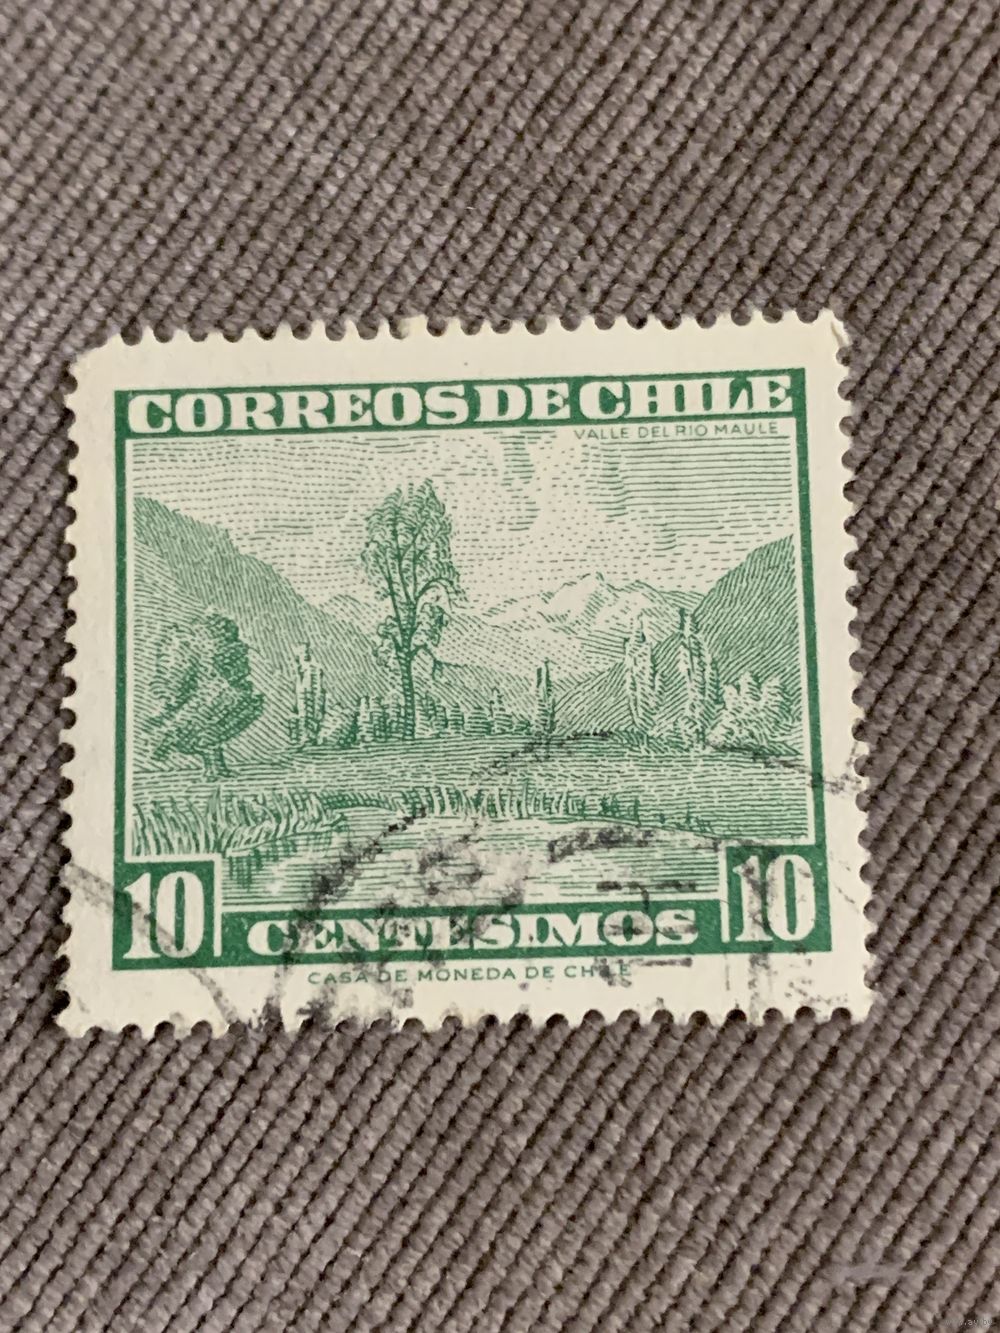 CORREOS DE CHILE
VALLE DEL RIO MAULE
10 10
CENTESIMOS
CASA DE MONEDA DE CHILE